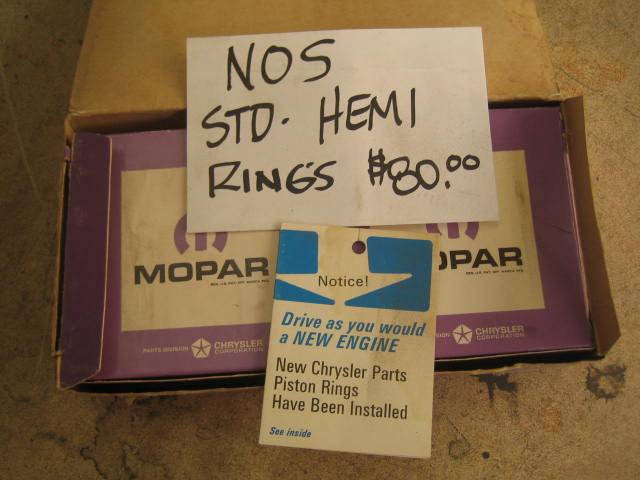 NOS
STD. HEMI
RINGS $80.00
MOPAR
PARTS DIVISION CHRYSLER CORPORATION
OPAR
CHRYSLER CORPORATION
Notice!
Drive as you would
a NEW ENGINE
New Chrysler Parts
Piston Rings
Have Been Installed
See inside